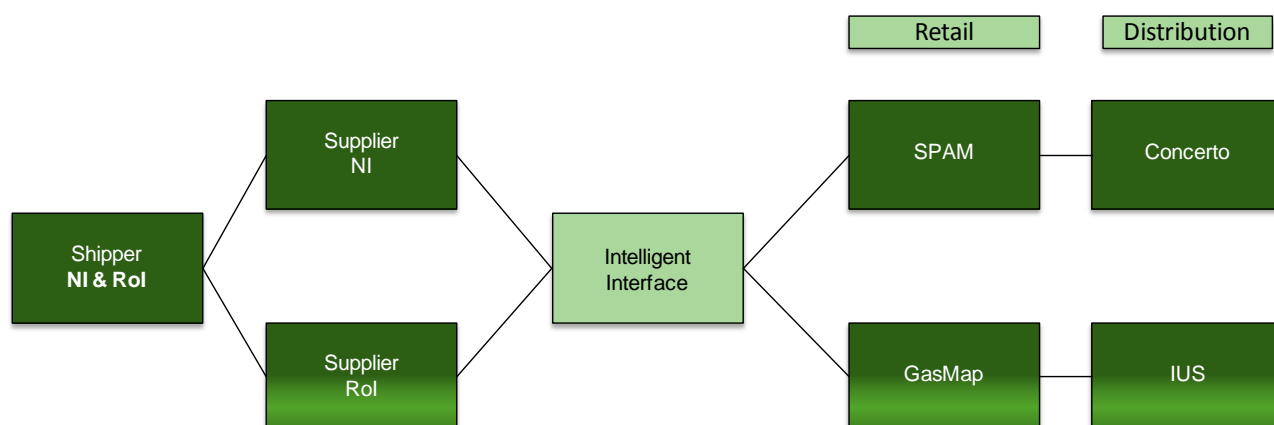 Retail
Distribution
Supplier
NI
SPAM
Concerto
Shipper
NI & RoI
Intelligent
Interface
Supplier
RoI
GasMap
IUS